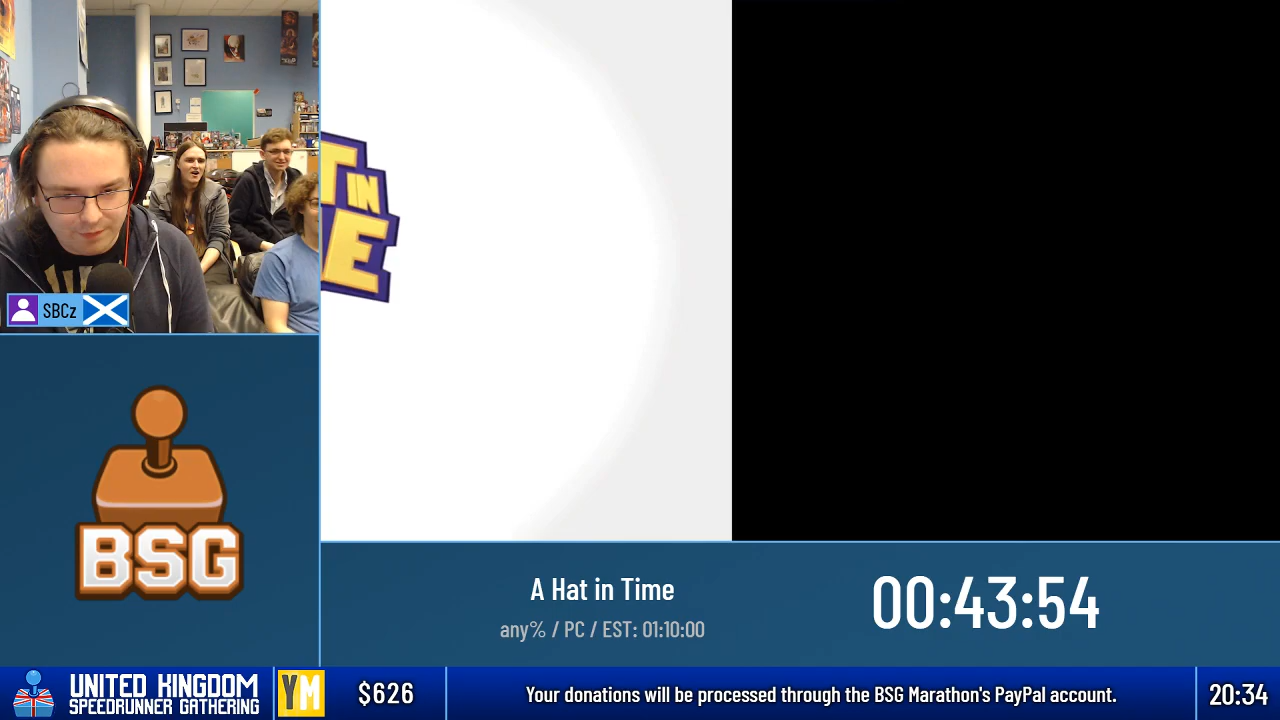 T IN
E
SBCz
BSG
A Hat in Time
any% / PC / EST: 01:10:00
00:43:54
UNITED KINGDOM
SPEEDRUNNER GATHERING
YM
$626
Your donations will be processed through the BSG Marathon's PayPal account.
20:34